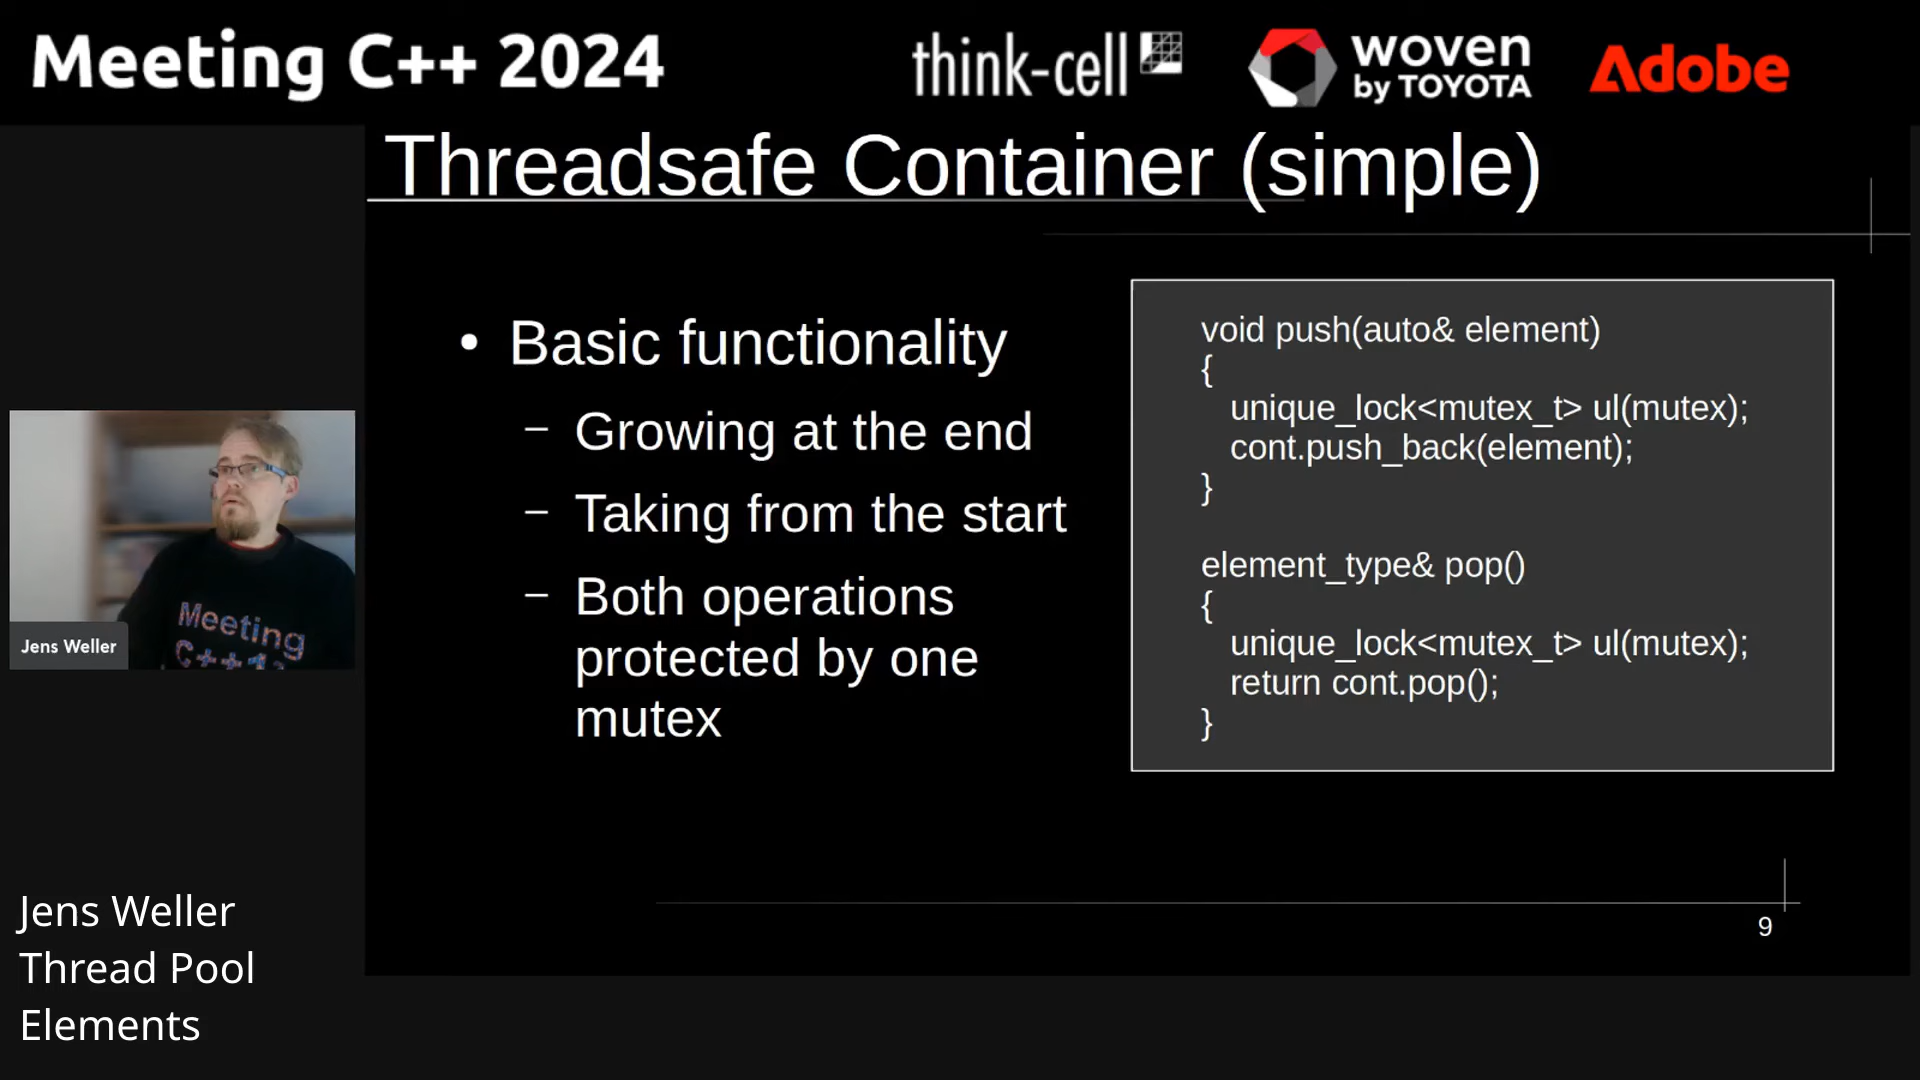 Meeting C++ 2024
think-cell
woven
by TOYOTA
Adobe
Threadsafe Container (simple)
• Basic functionality
– Growing at the end
– Taking from the start
– Both operations
protected by one
mutex
void push(auto& element)
{
unique_lock<mutex_t> ul(mutex);
cont.push_back(element);
}
element_type& pop()
{
unique_lock<mutex_t> ul(mutex);
return cont.pop();
}
9
Meeting
Jens Weller
Jens Weller
Thread Pool
Elements